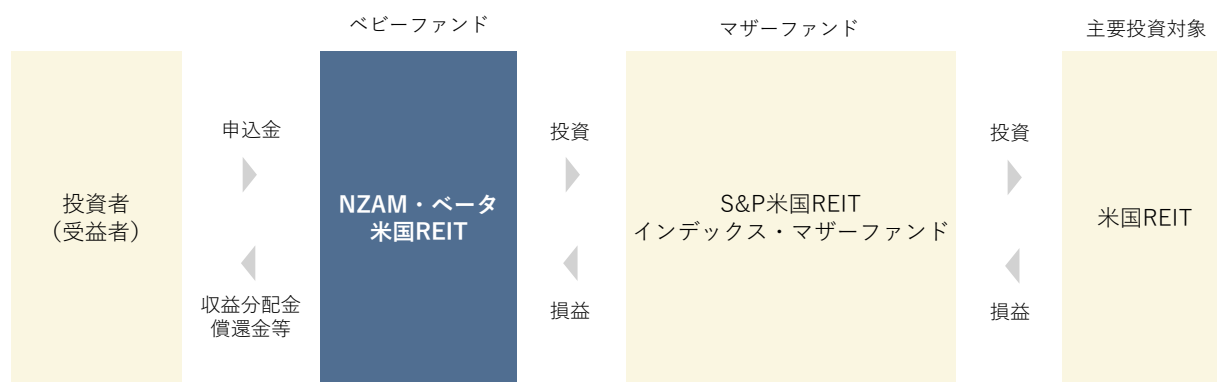 ベビーファンド
マザーファンド
主要投資対象
投資者
（受益者）
申込金
収益分配金
償還金等
NZAM・ベータ
米国REIT
投資
損益
S&P米国REIT
インデックス・マザーファンド
投資
損益
米国REIT